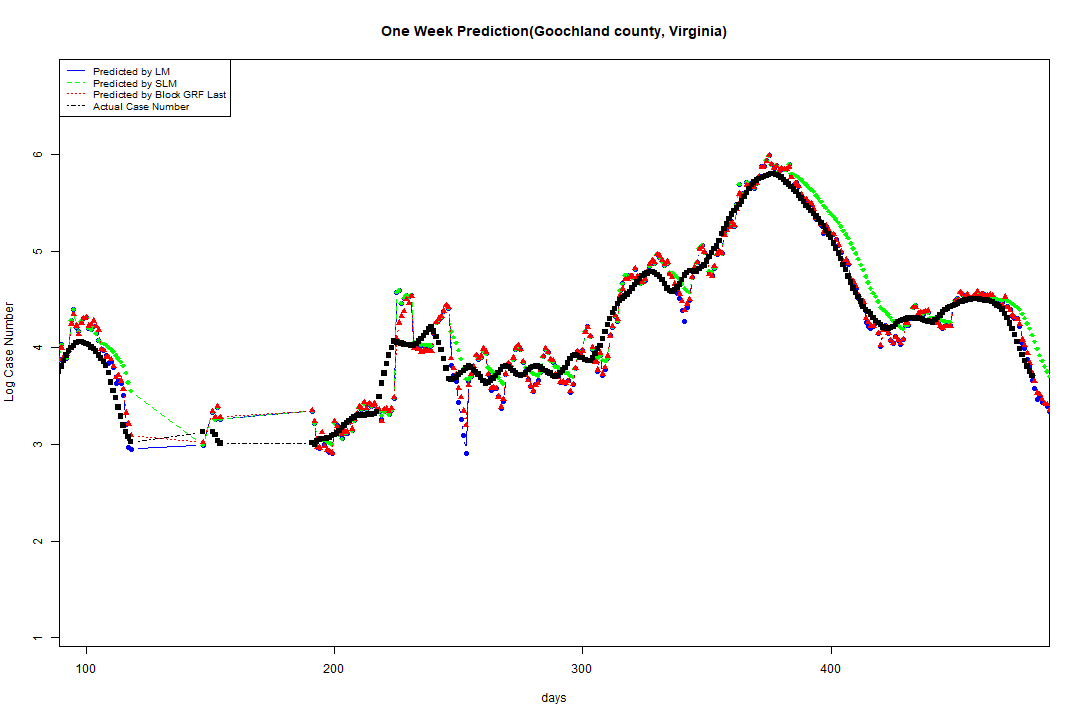 One Week Prediction(Goochland county, Virginia)
Predicted by LM
Predicted by SLM
Predicted by Block GRF Last
Actual Case Number
6
5
4
3
2
1
Log Case Number
100 200 300 400
days